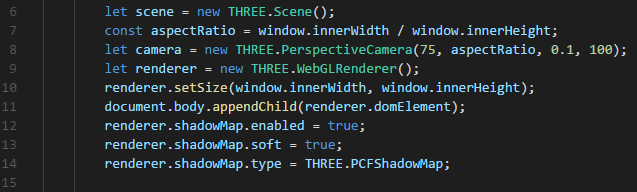 6 let scene = new THREE.Scene();
7 const aspectRatio = window.innerWidth / window.innerHeight;
8 let camera = new THREE.PerspectiveCamera(75, aspectRatio, 0.1, 100);
9 let renderer = new THREE.WebGLRenderer();
10 renderer.setSize(window.innerWidth, window.innerHeight);
11 document.body.appendChild(renderer.domElement);
12 renderer.shadowMap.enabled = true;
13 renderer.shadowMap.soft = true;
14 renderer.shadowMap.type = THREE.PCFShadowMap;
15